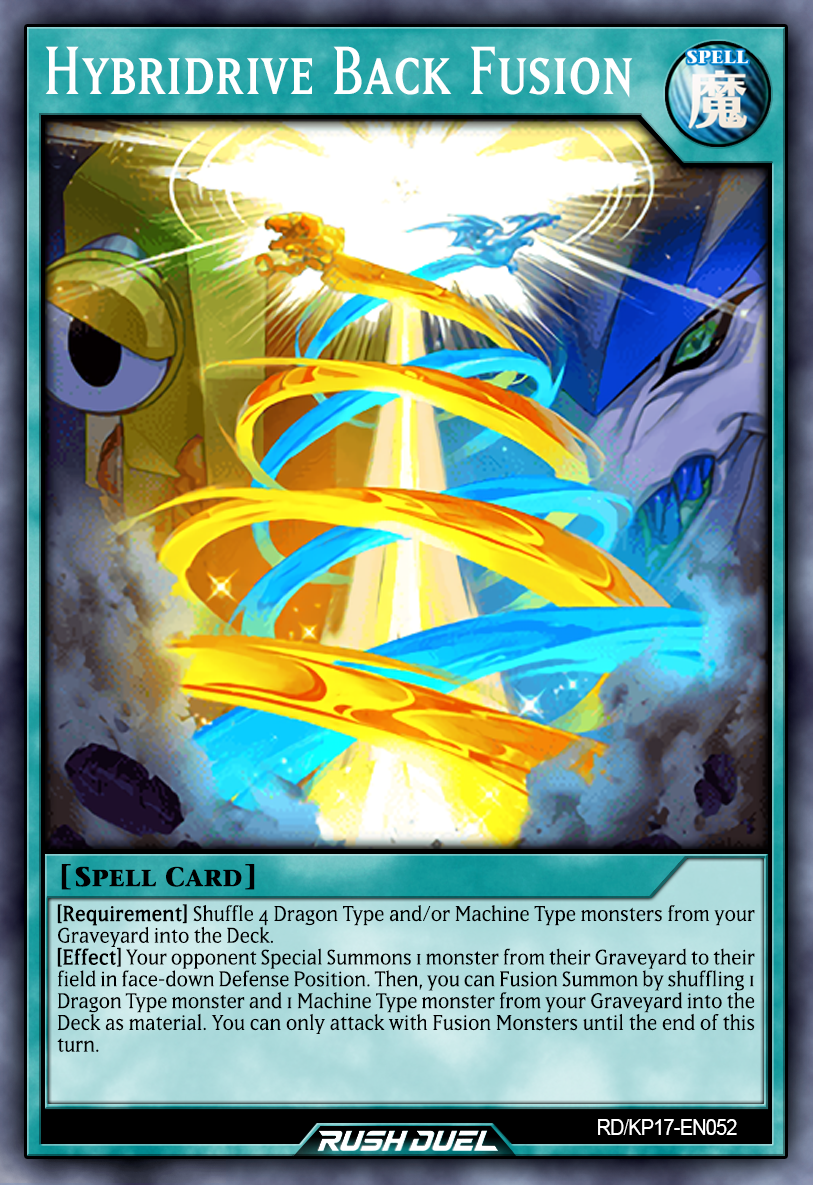 Hybridrive Back Fusion
SPELL
魔
[Spell Card]
[Requirement] Shuffle 4 Dragon Type and/or Machine Type monsters from your
Graveyard into the Deck.
[Effect] Your opponent Special Summons 1 monster from their Graveyard to their
field in face-down Defense Position. Then, you can Fusion Summon by shuffling 1
Dragon Type monster and 1 Machine Type monster from your Graveyard into the
Deck as material. You can only attack with Fusion Monsters until the end of this
turn.
RD/KP17-EN052
RUSH DUEL